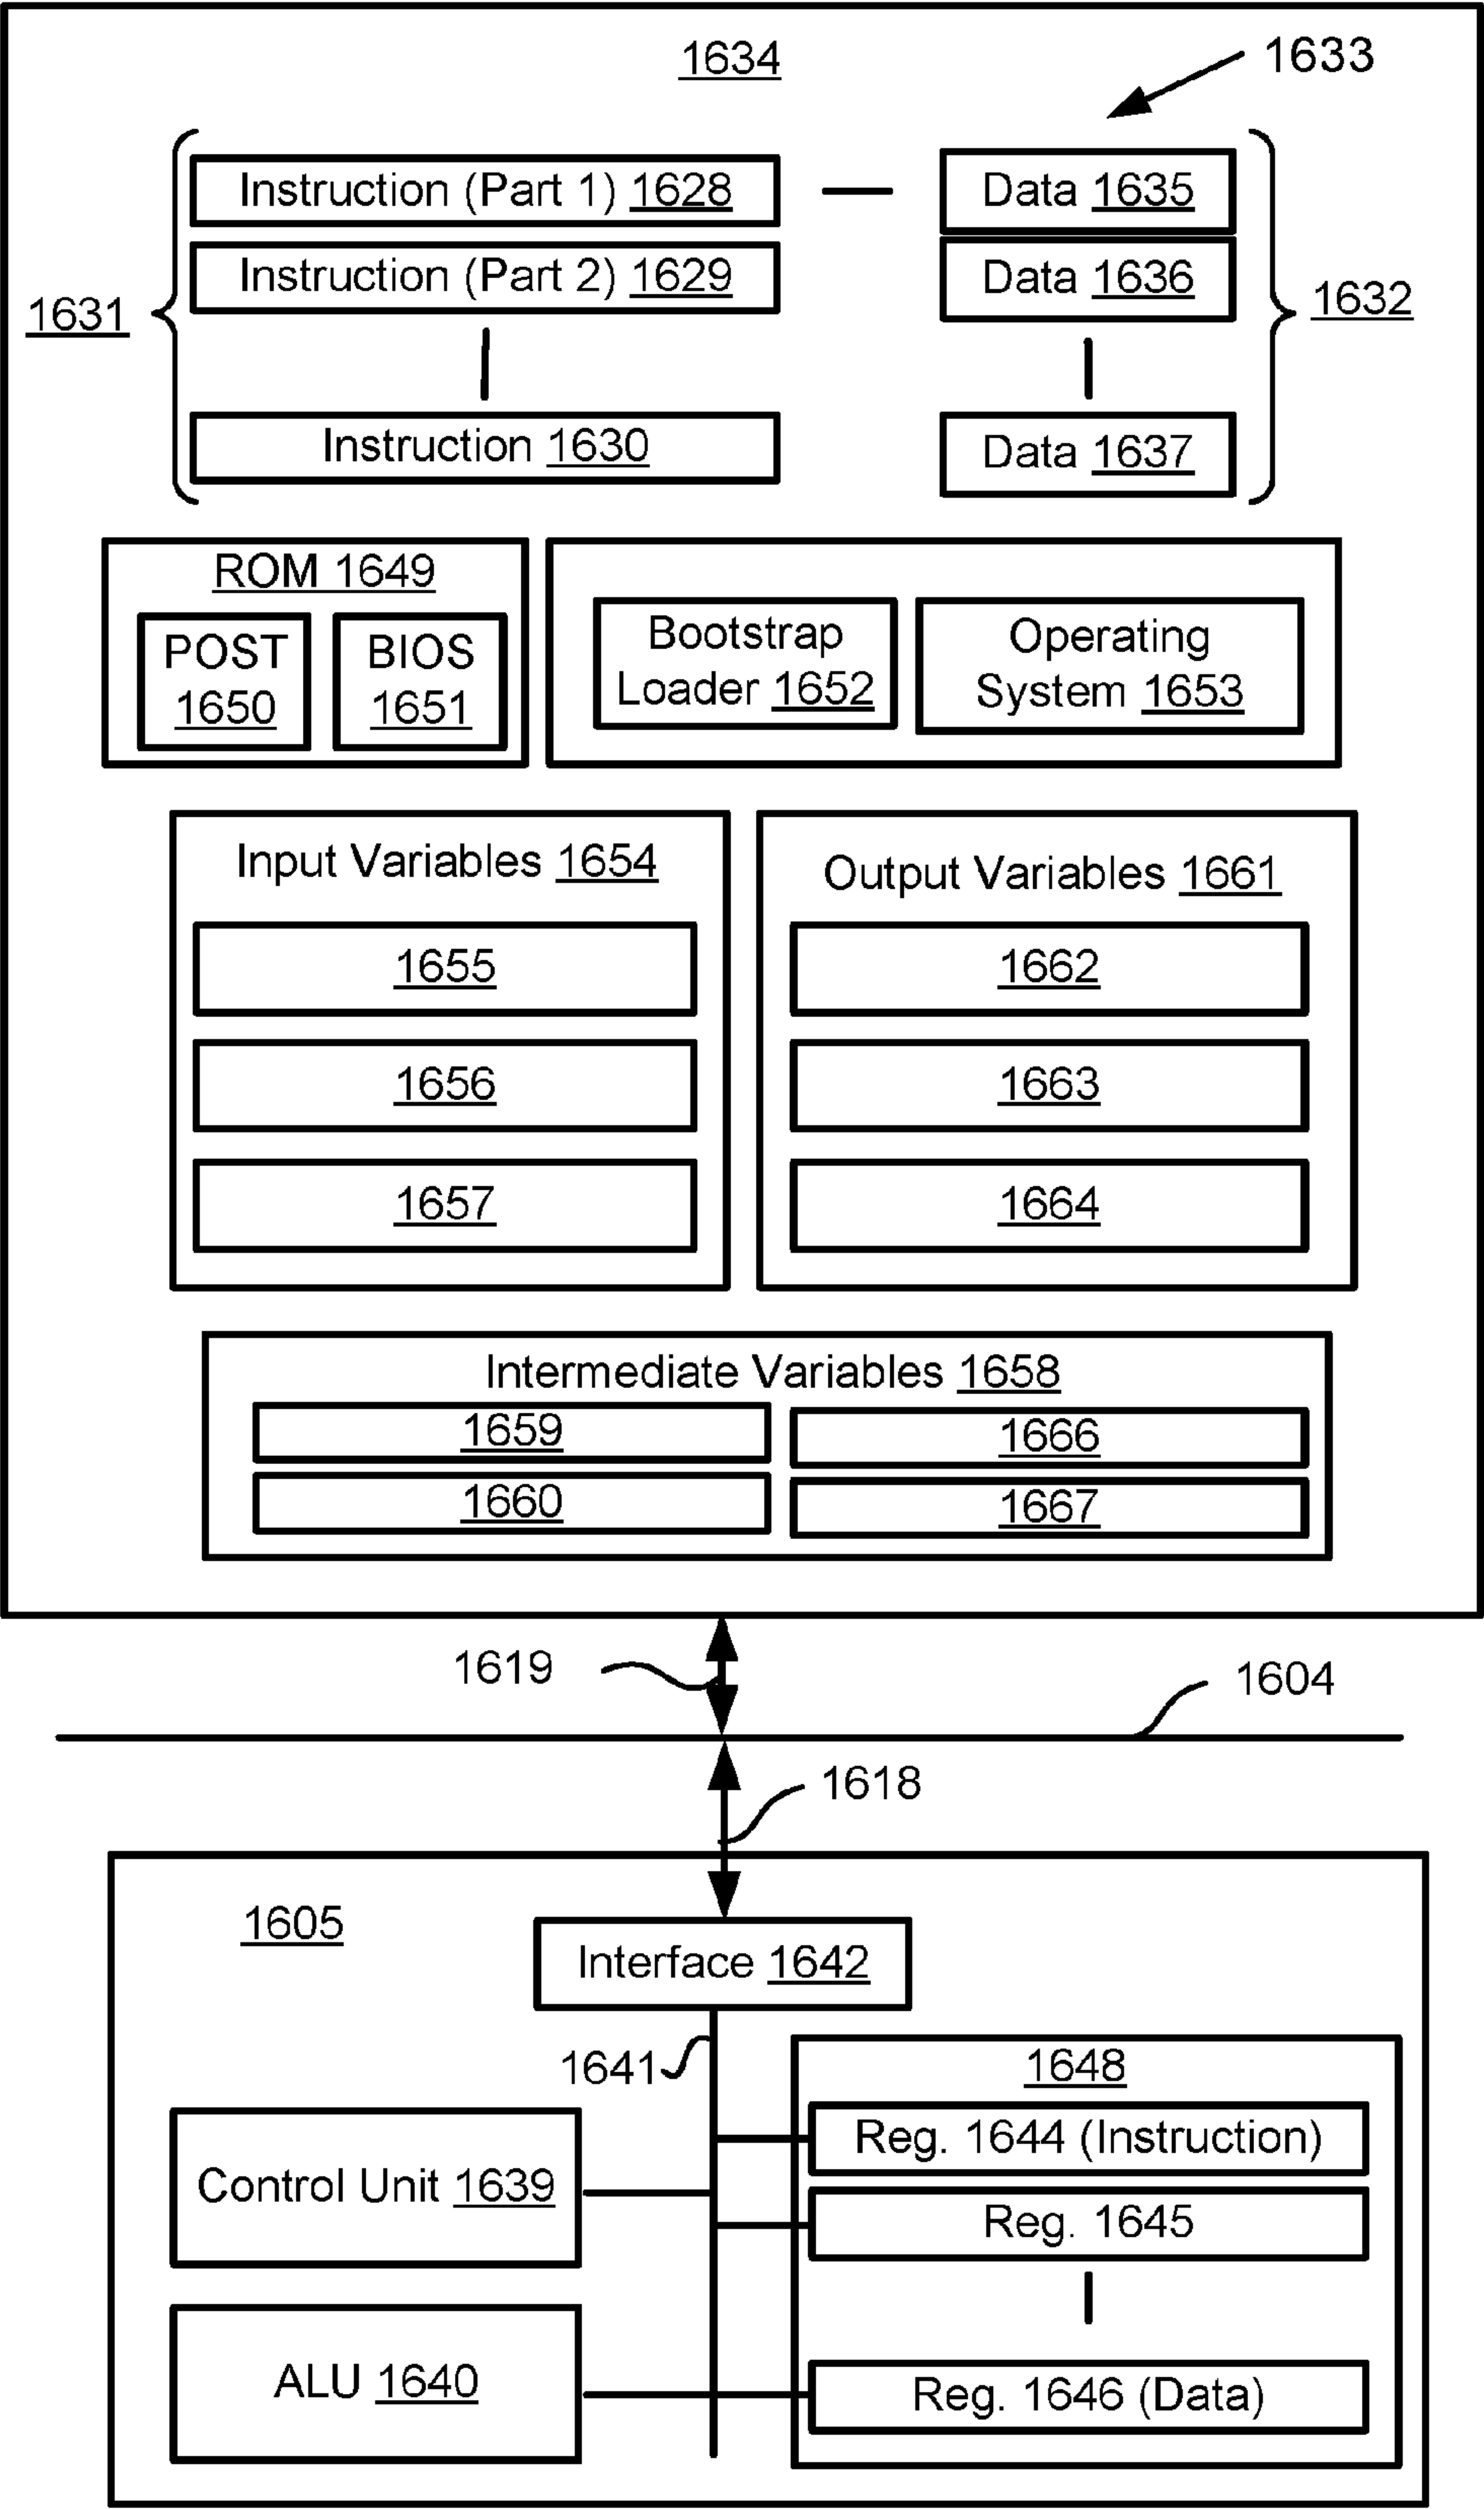 1634
1633
Instruction (Part 1) 1628
Data 1635
Instruction (Part 2) 1629
Data 1636
1631
1632
Instruction 1630
Data 1637
ROM 1649
POST
1650
BIOS
1651
Bootstrap
Loader 1652
Operating
System 1653
Input Variables 1654
1655
1656
1657
Output Variables 1661
1662
1663
1664
Intermediate Variables 1658
1659
1666
1660
1667
1619
1604
1618
1605
Interface 1642
1641
1648
Reg. 1644 (Instruction)
Control Unit 1639
Reg. 1645
ALU 1640
Reg. 1646 (Data)